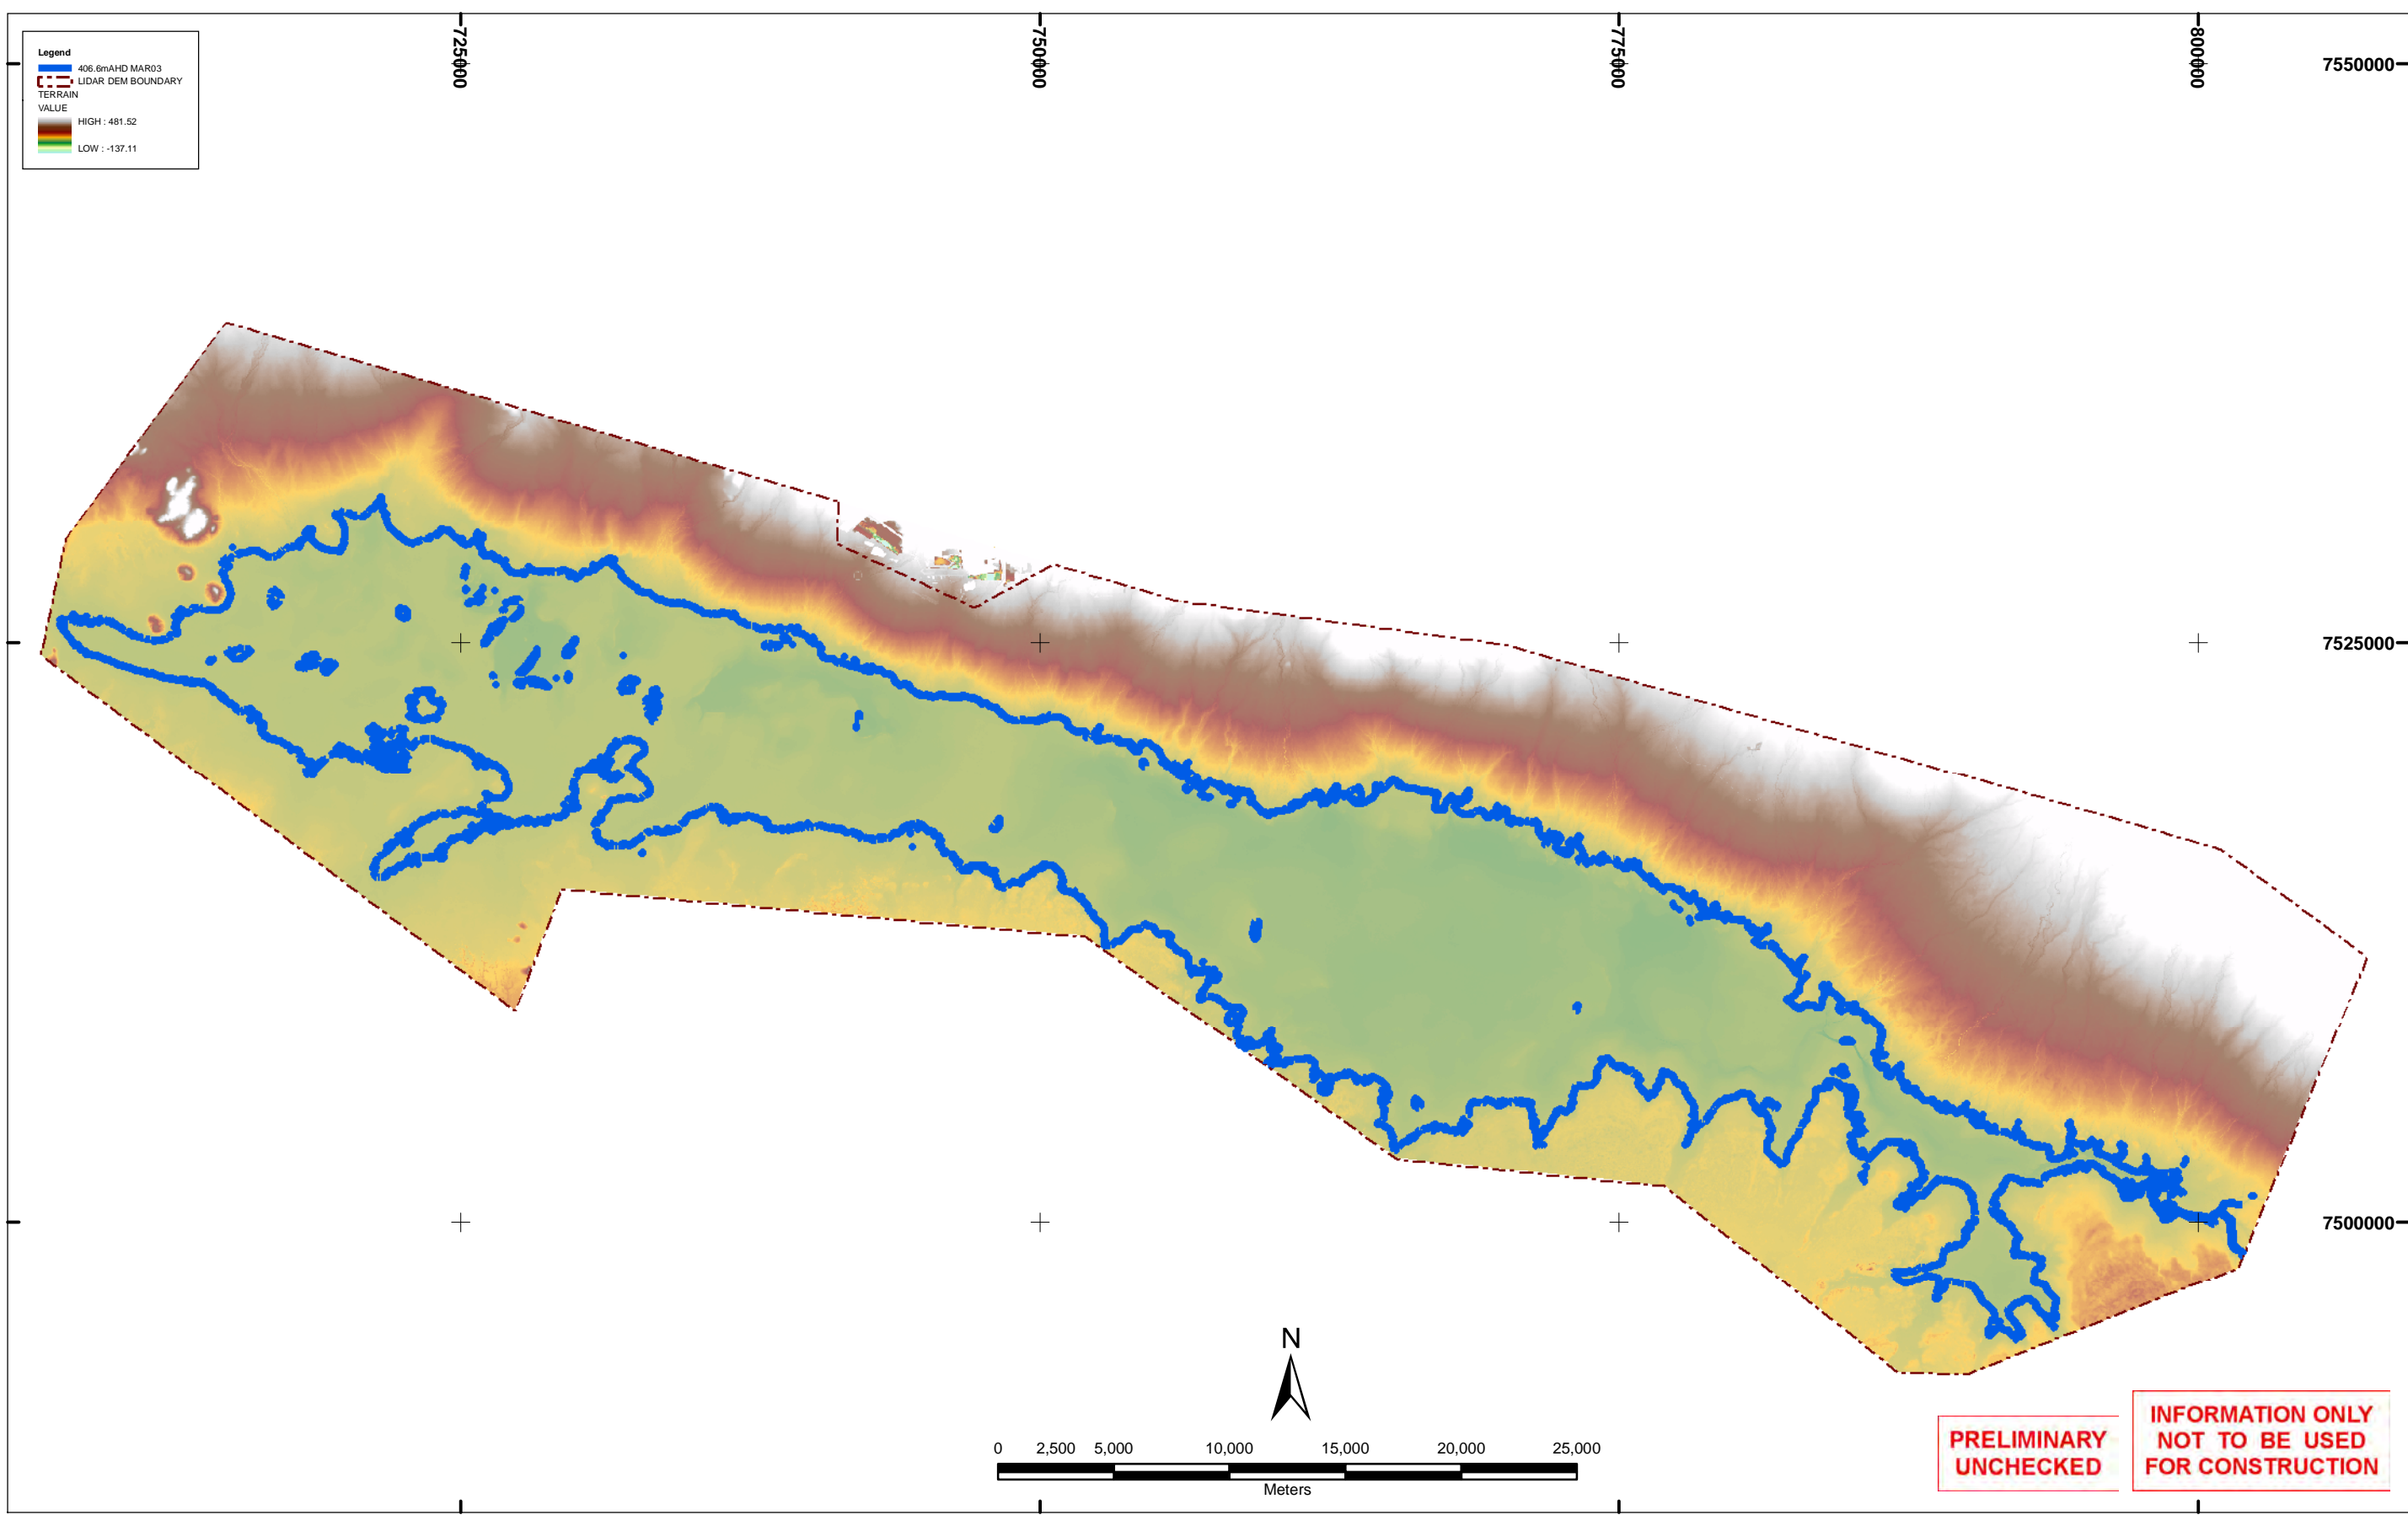 725000
750000
775000
800000
7550000
Legend
406.6mAHD MAR03
LIDAR DEM BOUNDARY
TERRAIN
VALUE
HIGH : 481.52
LOW : -137.11
7525000
7500000
N
0 2,500 5,000 10,000 15,000 20,000 25,000
Meters
PRELIMINARY
UNCHECKED
INFORMATION ONLY
NOT TO BE USED
FOR CONSTRUCTION